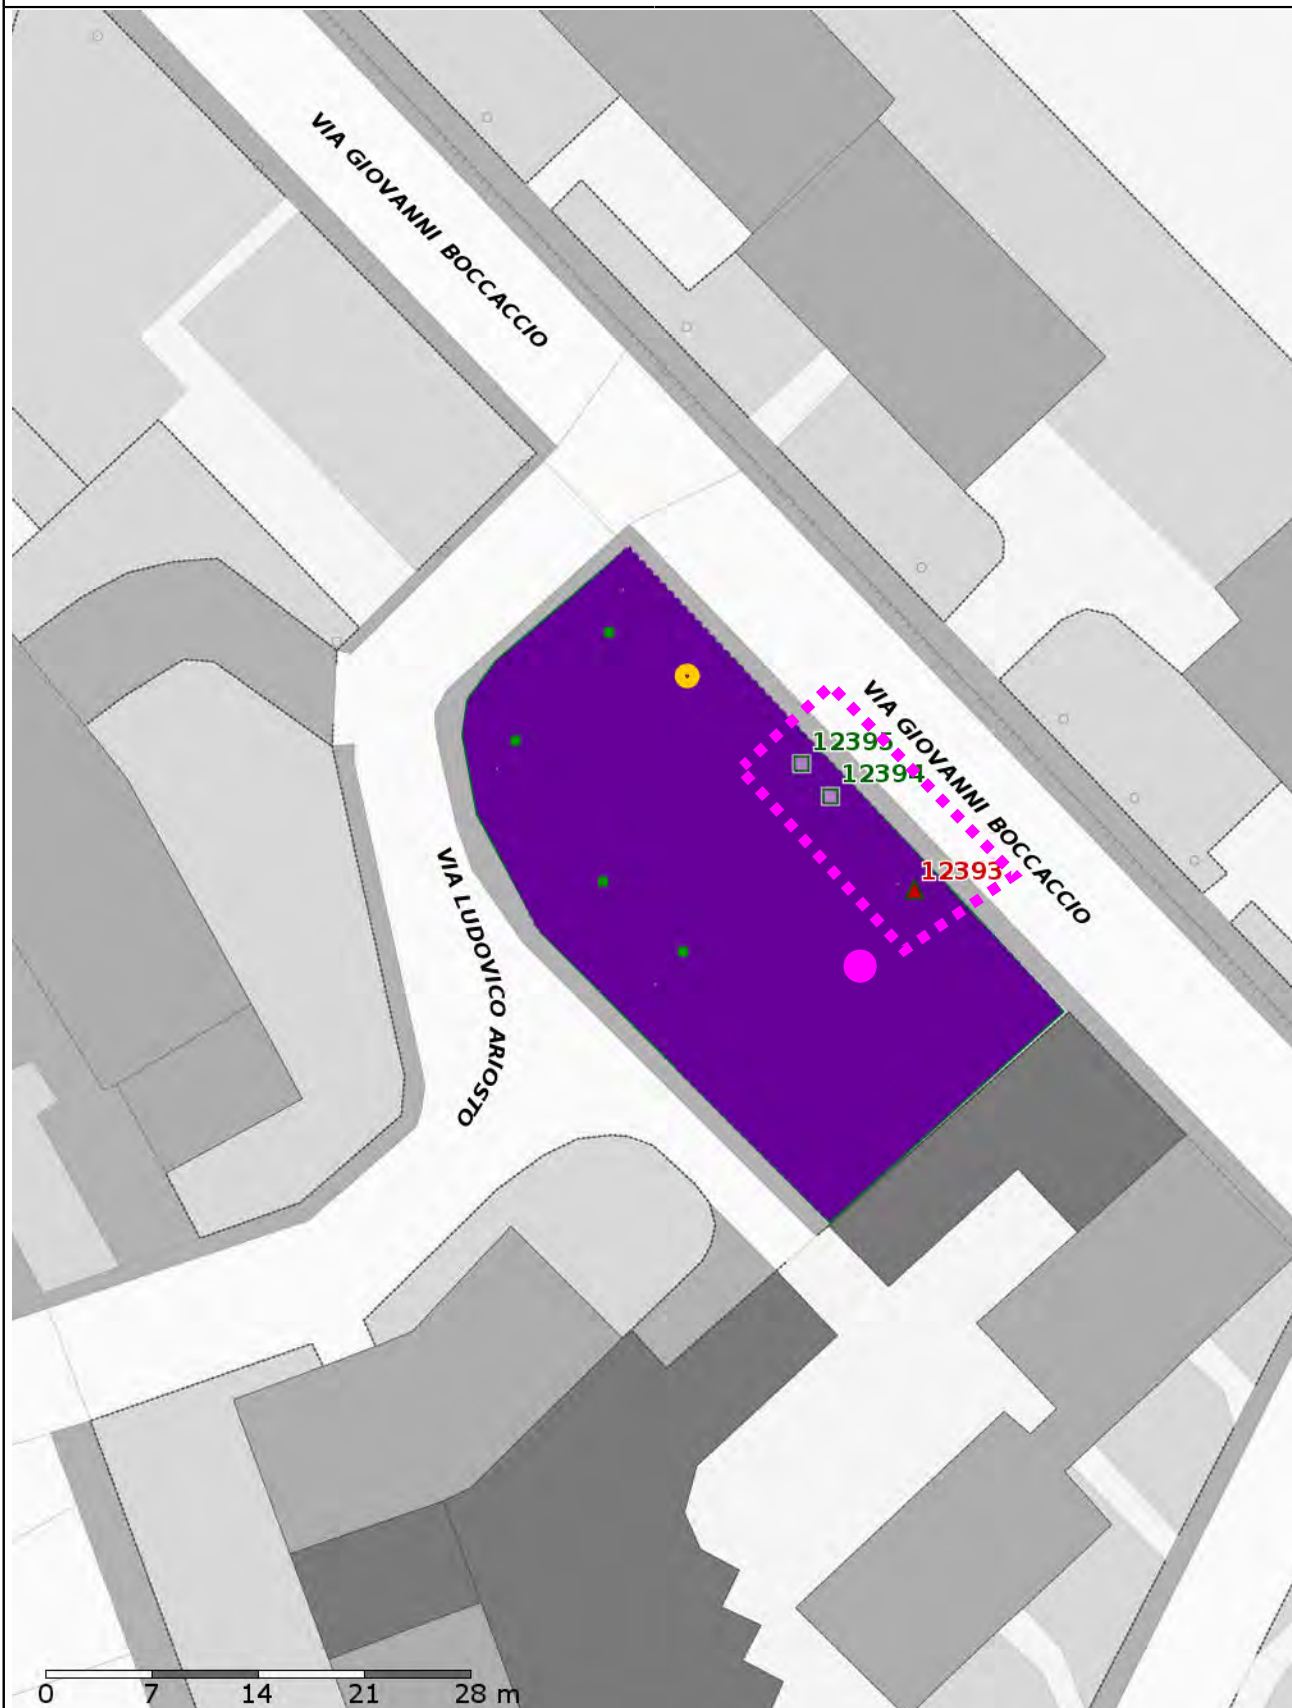 VIA GIOVANNI BOCCACCIO
VIA GIOVANNI BOCCACCIO
12395
12394
12393
VIA LUDOVICO ARIOSTO
0 7 14 21 28 m